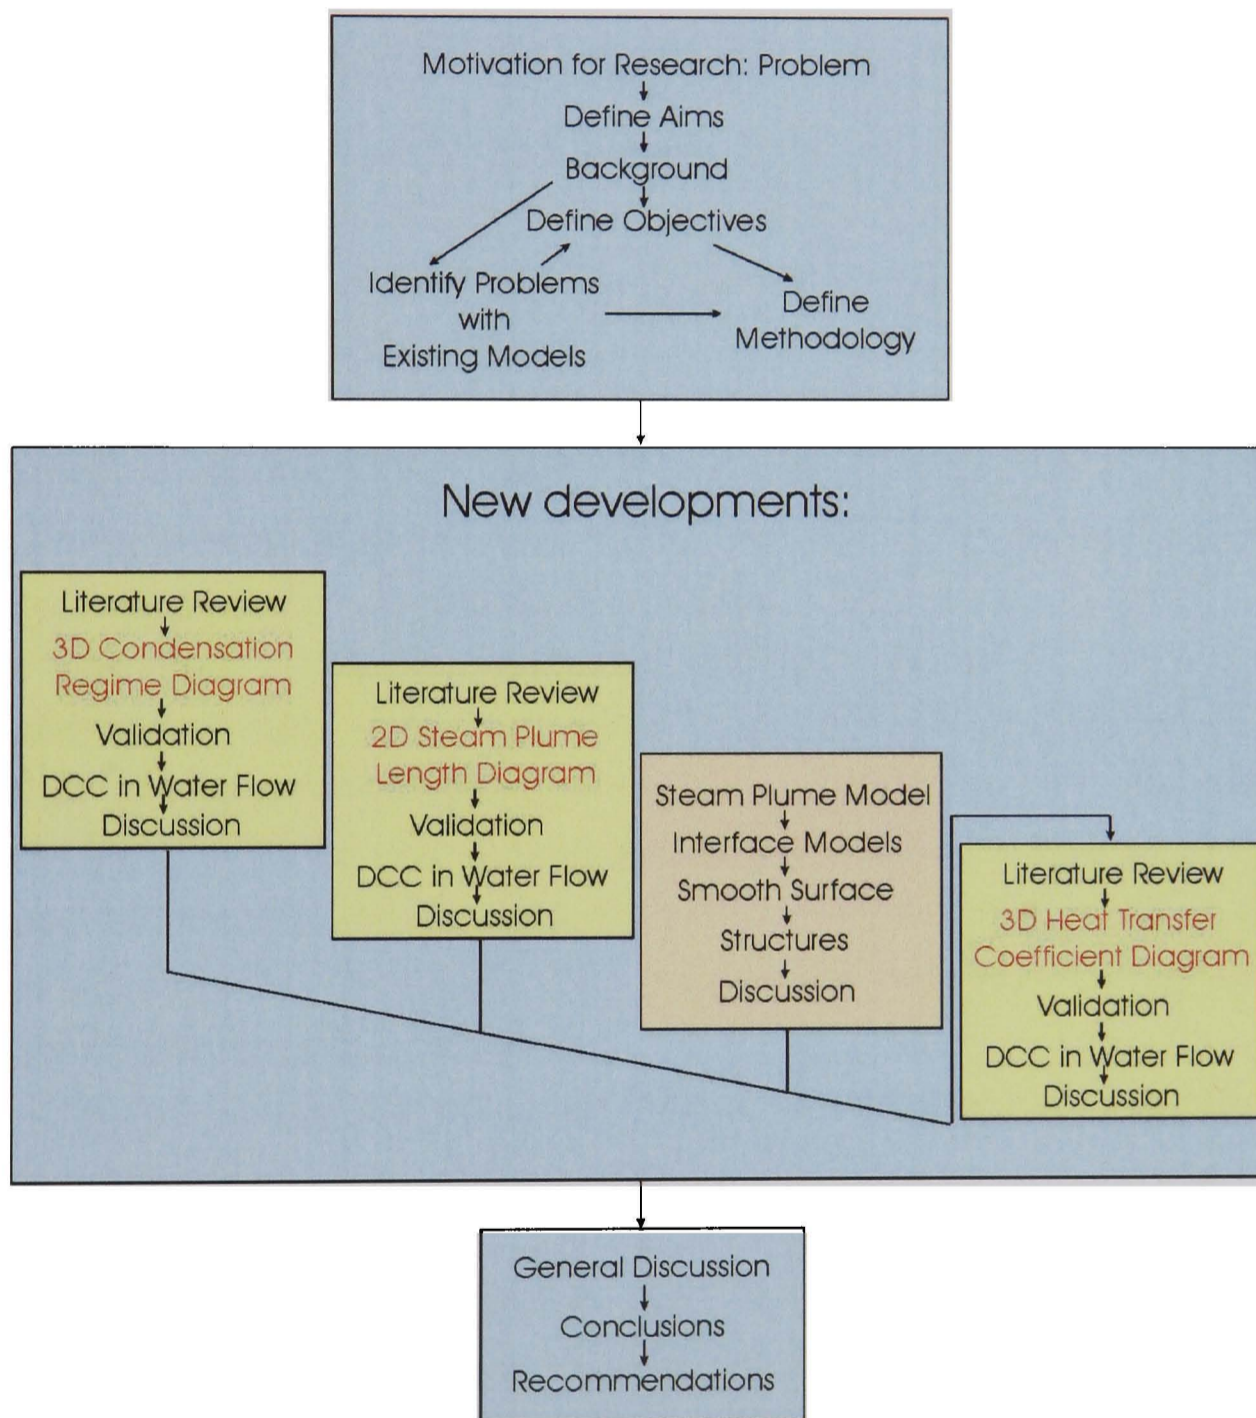 Motivation for Research: Problem
Define Aims
Background
Define Objectives
Identify Problems
with
Existing Models
Define
Methodology
New developments:
Literature Review
3D Condensation
Regime Diagram
Validation
DCC in Water Flow
Discussion
Literature Review
2D Steam Plume
Length Diagram
Validation
DCC in Water Flow
Discussion
Steam Plume Model
Interface Models
Smooth Surface
Structures
Discussion
Literature Review
3D Heat Transfer
Coefficient Diagram
Validation
DCC in Water Flow
Discussion
General Discussion
Conclusions
Recommendations